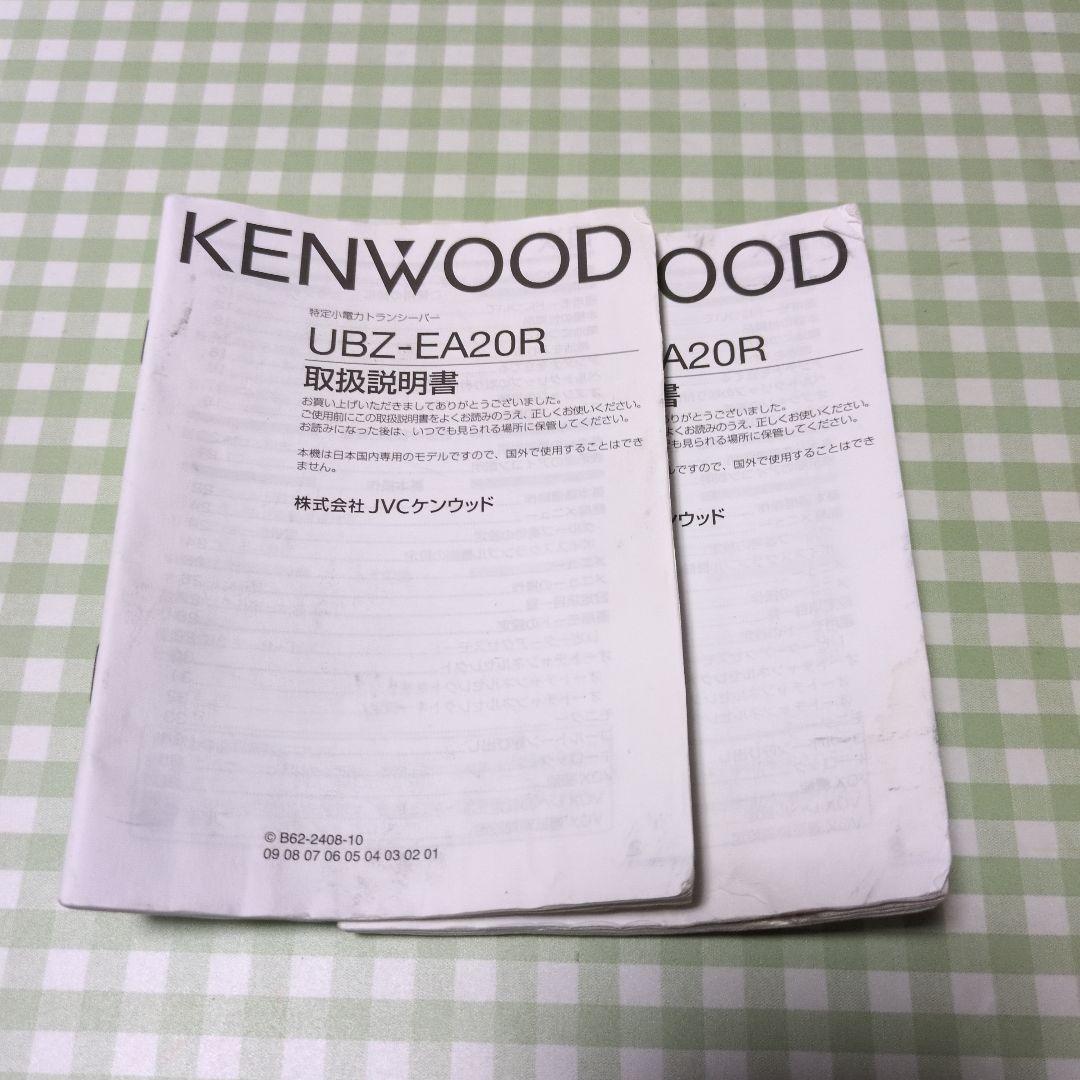 KENWOOD
特定小電力トランシーバー
UBZ-EA20R
取扱説明書
お買い上げいただきましてありがとうございました。
ご使用前にこの取扱説明書をよくお読みのうえ、正しくお使いください。
お読みになった後は、いつでも見られる場所に保管してください。
本機は日本国内専用のモデルですので、国外で使用することはでき
ません。
株式会社 JVCケンウッド
© B62-2408-10
09 08 07 06 05 04 03 02 01
WOOD
A20R
書
りがとうございました。
よくお読みのうえ、正しくお使いください。
でも見られる場所に保管してください。
ルですので、国外で使用することはでき
ウッド